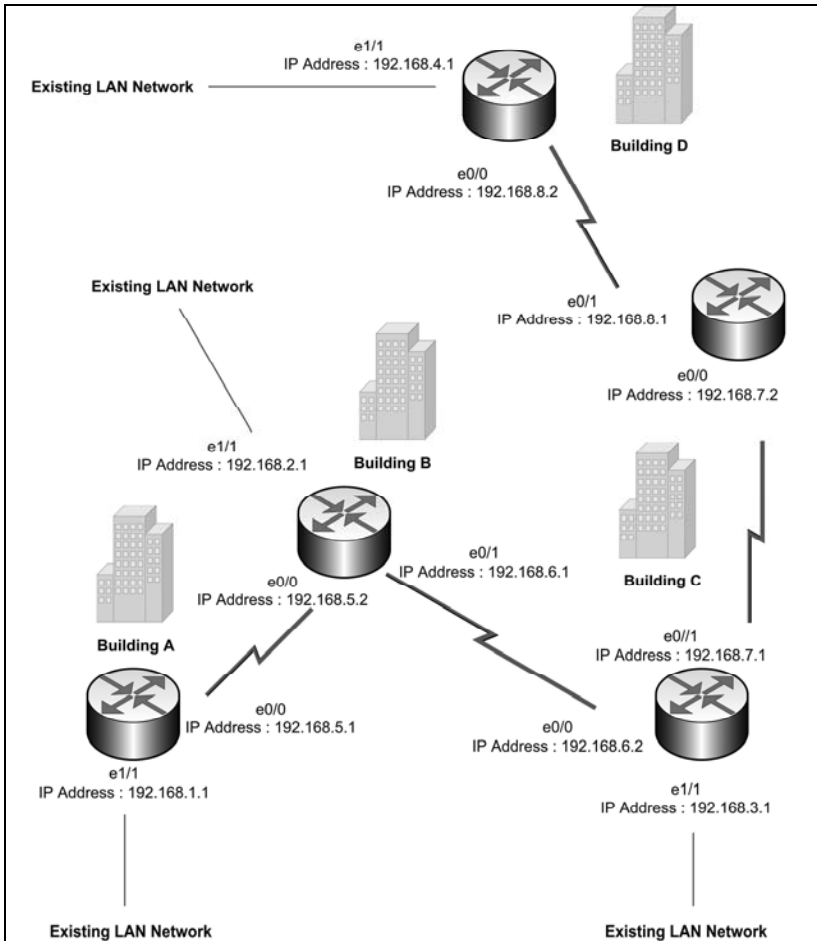 e1/1
IP Address : 192.168.4.1
Existing LAN Network
Building D
e0/0
IP Address : 192.168.8.2
Existing LAN Network
e0/1
IP Address : 192.168.8.1
e0/0
IP Address : 192.168.7.2
e1/1
IP Address : 192.168.2.1
Building B
e0/1
IP Address : 192.168.6.1
Building C
e0/0
IP Address : 192.168.5.2
Building A
e0//1
IP Address : 192.168.7.1
e0/0
IP Address : 192.168.5.1
e0/0
IP Address : 192.168.6.2
e1/1
IP Address : 192.168.1.1
e1/1
IP Address : 192.168.3.1
Existing LAN Network
Existing LAN Network